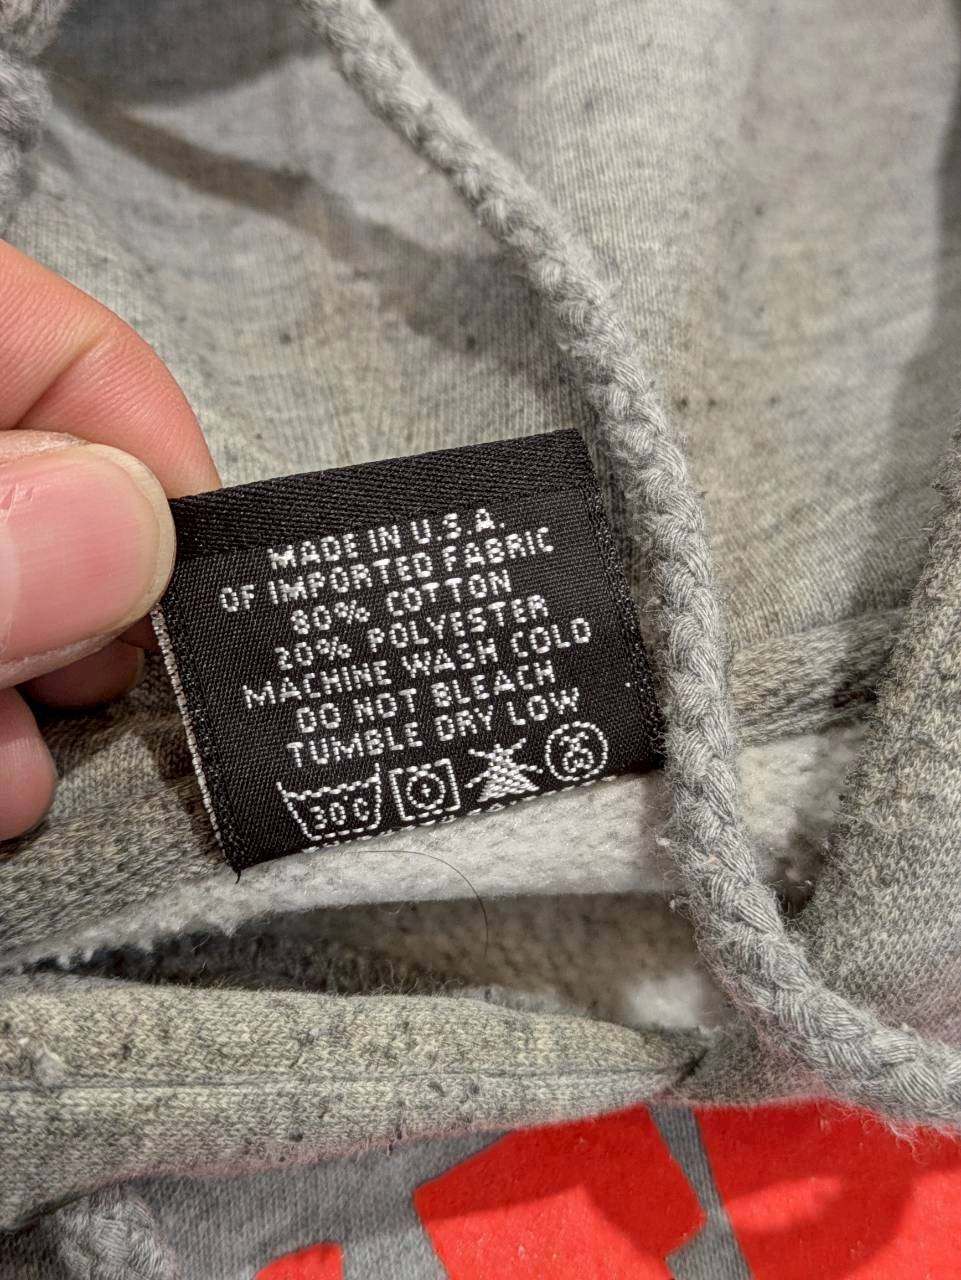 MADE IN U.S.A.
OF IMPORTED FABRIC
80% COTTON
20% POLYESTER
MACHINE WASH COLD
DO NOT BLEACH
TUMBLE DRY LOW
30°C